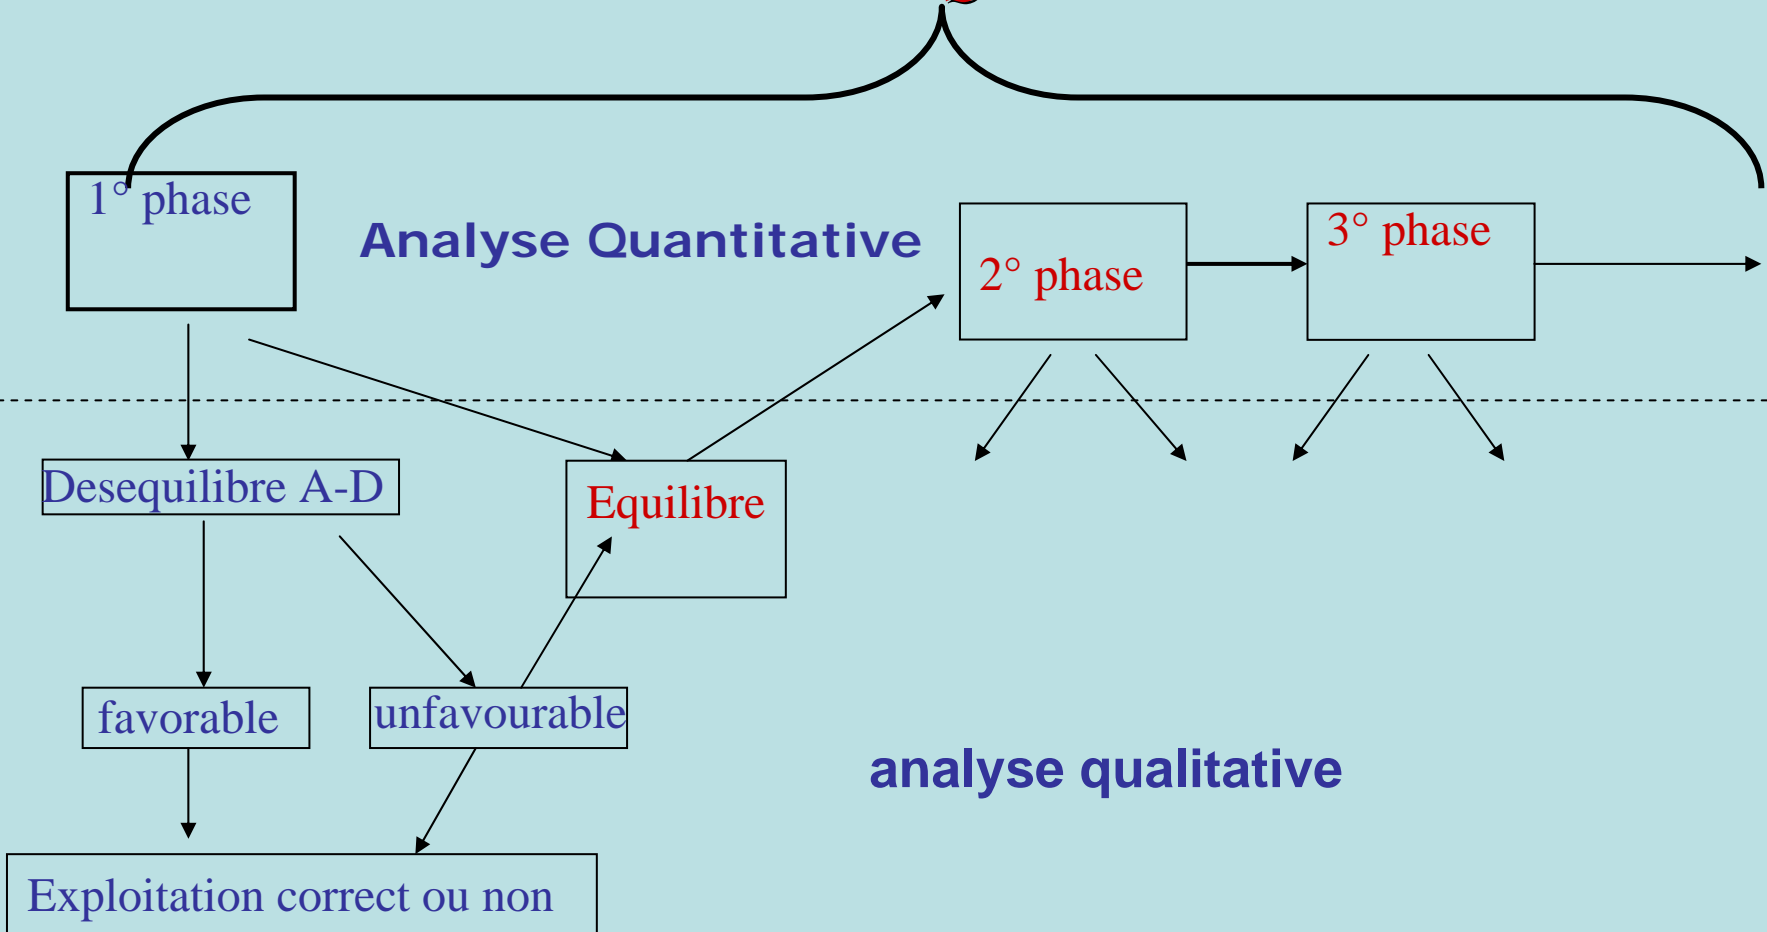 1° phase
Analyse Quantitative
2° phase
3° phase
Desequilibre A-D
Equilibre
favorable
unfavourable
analyse qualitative
Exploitation correct ou non